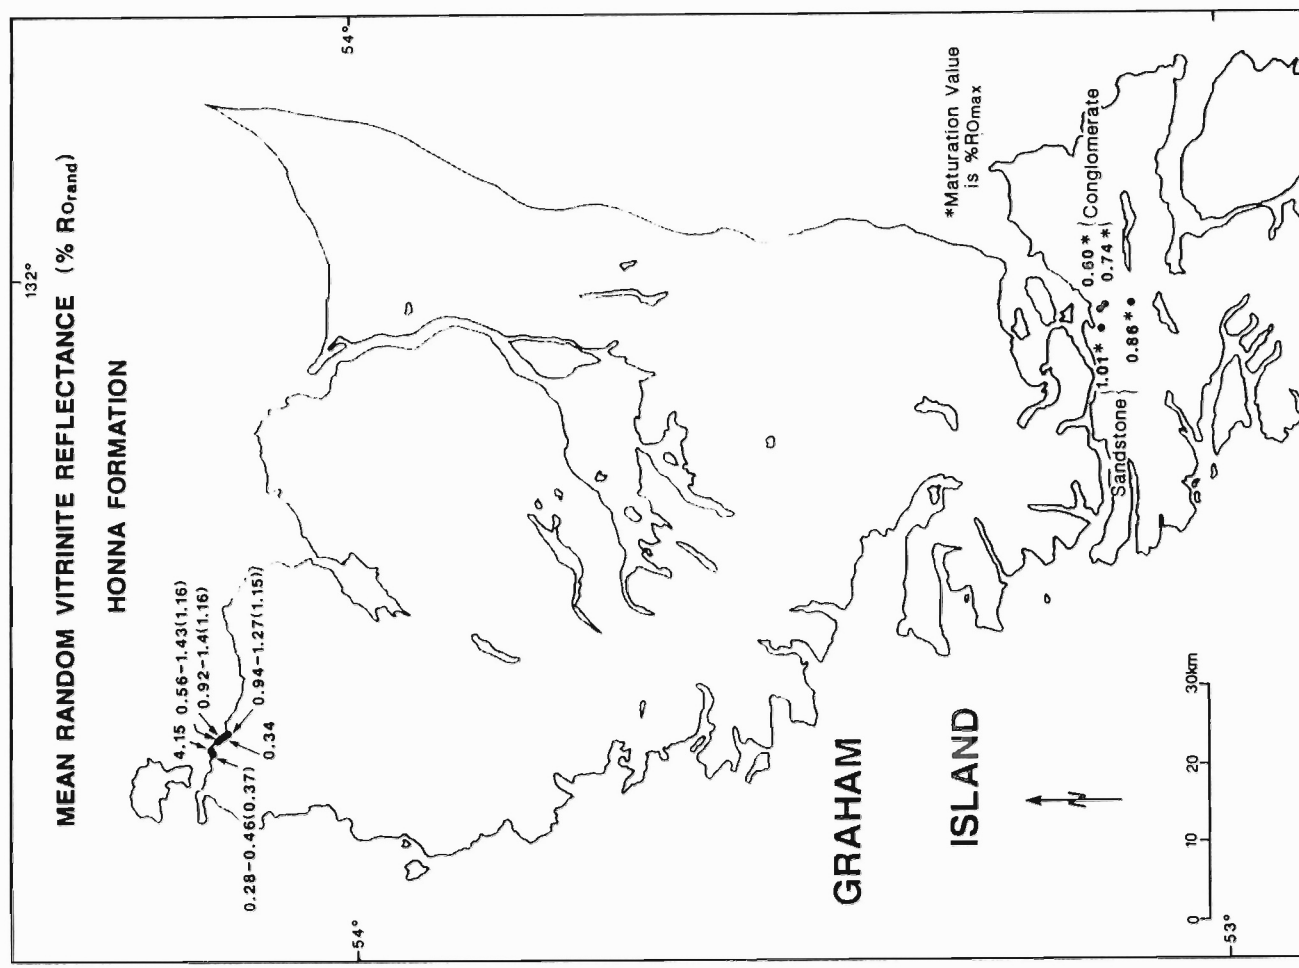 MEAN RANDOM VITRINITE REFLECTANCE (% Rorand)
HONNA FORMATION
132°
54°
54°
53°
4.15
0.56-1.43(1.16)
0.92-1.4(1.16)
0.94-1.27(1.15)
0.34
0.28-0.46(0.37)
*Maturation Value
is %ROmax
0.60*
0.74*
Conglomerate
1.01*
0.86*
Sandstone
GRAHAM
ISLAND
0 10 20 30km